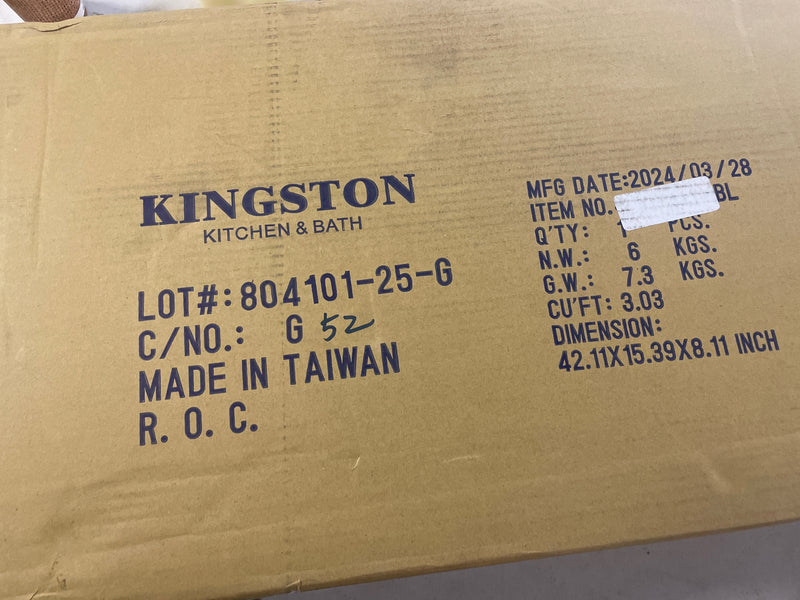 KINGSTON
KITCHEN & BATH
LOT#: 804101-25-G
C/NO.: G 52
MADE IN TAIWAN
R. O. C.
MFG DATE:2024/03/28
ITEM NO. BL
Q'TY: 1 PCS.
N.W.: 6 KGS.
G.W.: 7.3 KGS.
CU'FT: 3.03
DIMENSION:
42.11X15.39X8.11 INCH